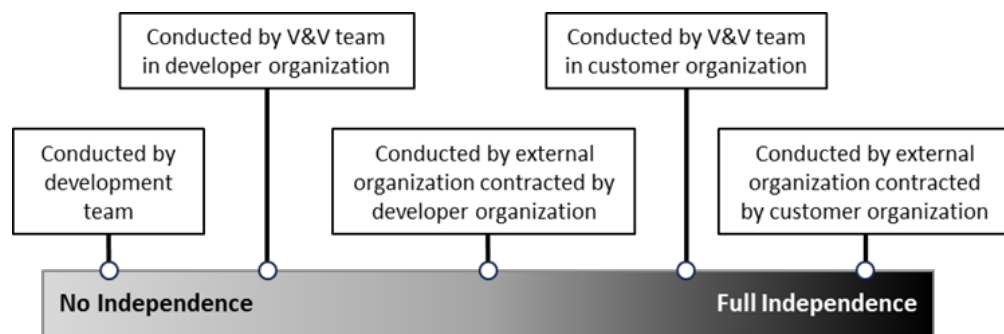 Conducted by V&V team
in developer organization
Conducted by V&V team
in customer organization
Conducted by
development
team
Conducted by external
organization contracted by
developer organization
Conducted by external
organization contracted
by customer organization
No Independence
Full Independence